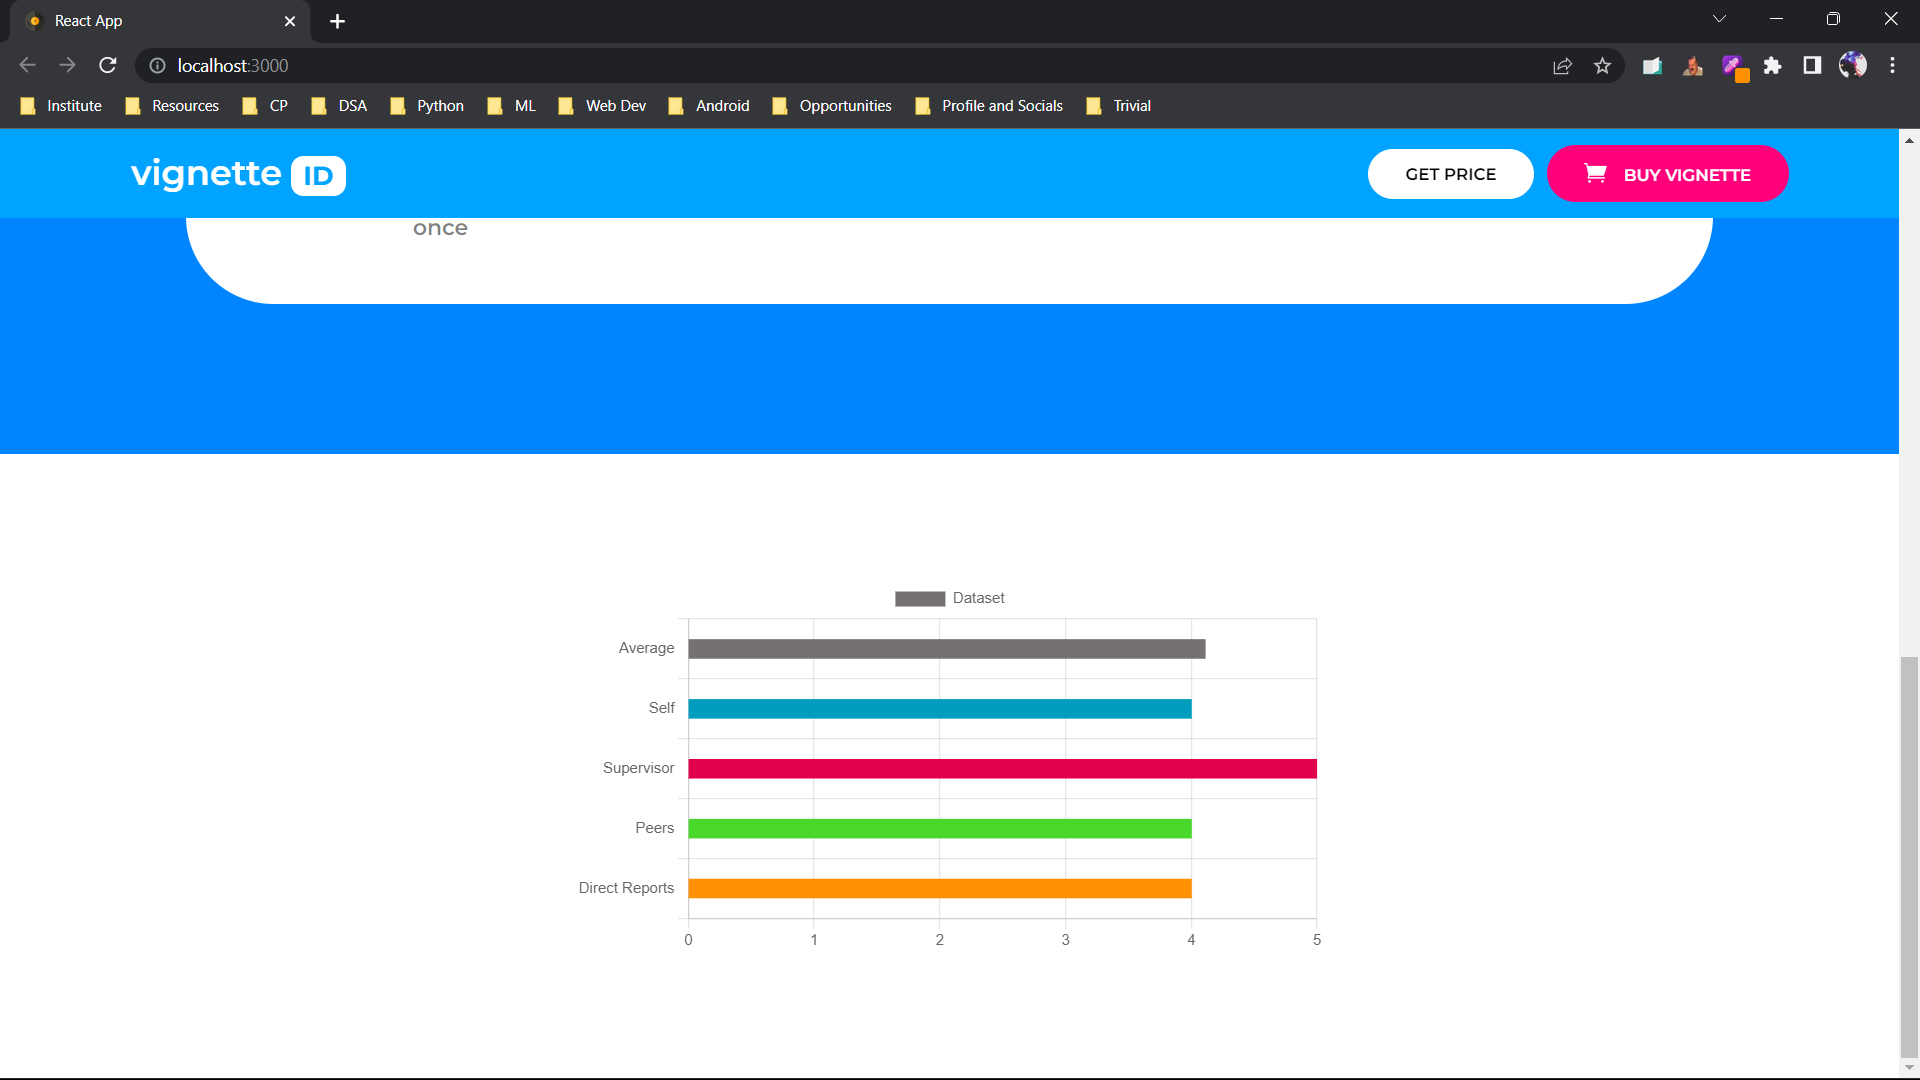 React App
localhost:3000
Institute Resources CP DSA Python ML Web Dev Android Opportunities Profile and Socials Trivial
vignette ID GET PRICE BUY VIGNETTE
once
Dataset
Average
Self
Supervisor
Peers
Direct Reports
0 1 2 3 4 5